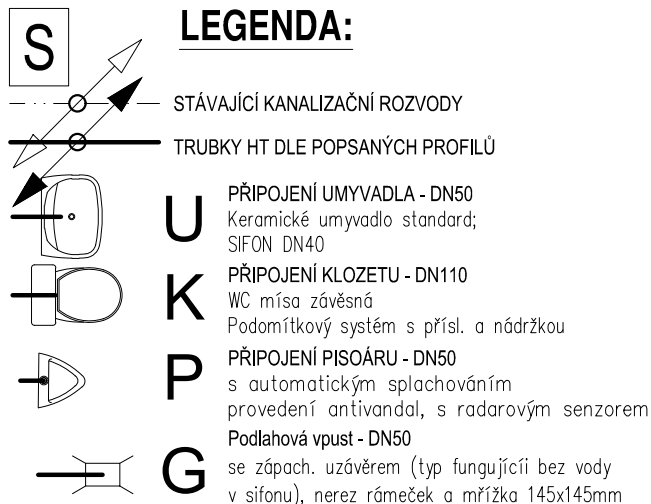 S
LEGENDA:
STÁVAJÍCÍ KANALIZAČNÍ ROZVODY
TRUBKY HT DLE POPSANÝCH PROFILŮ
U
PŘIPOJENÍ UMYVADLA - DN50
Keramické umyvadlo standard;
SIFON DN40
K
PŘIPOJENÍ KLOZETU - DN110
WC mísa závěsná
Podomítkový systém s přísl. a nádržkou
P
PŘIPOJENÍ PISOÁRU - DN50
s automatickým splachováním
provedení antivandal, s radarovým senzorem
G
Podlahová vpust - DN50
se zápach. uzávěrem (typ fungujícíi bez vody
v sifonu), nerez rámeček a mřížka 145x145mm